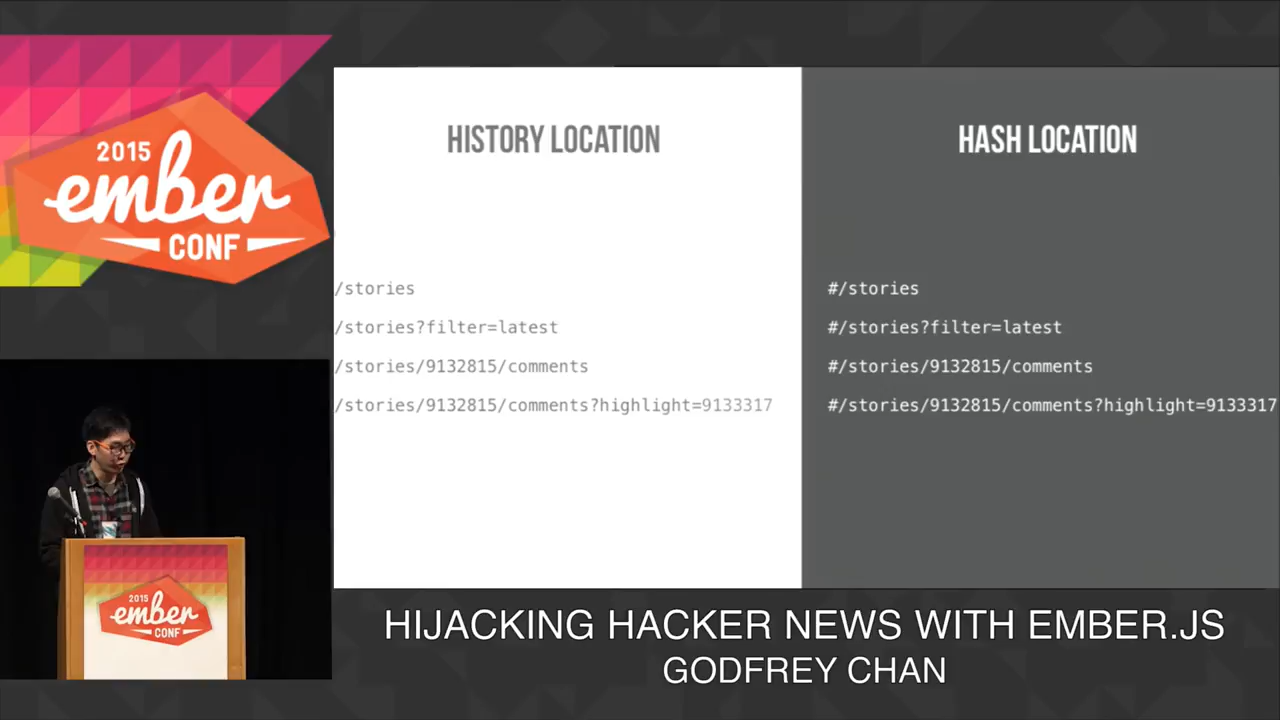 2015
ember
CONF
HISTORY LOCATION
/stories
/stories?filter=latest
/stories/9132815/comments
/stories/9132815/comments?highlight=9133317
HASH LOCATION
#/stories
#/stories?filter=latest
#/stories/9132815/comments
#/stories/9132815/comments?highlight=9133317
2015
ember
CONF
HIJACKING HACKER NEWS WITH EMBER.JS
GODFREY CHAN